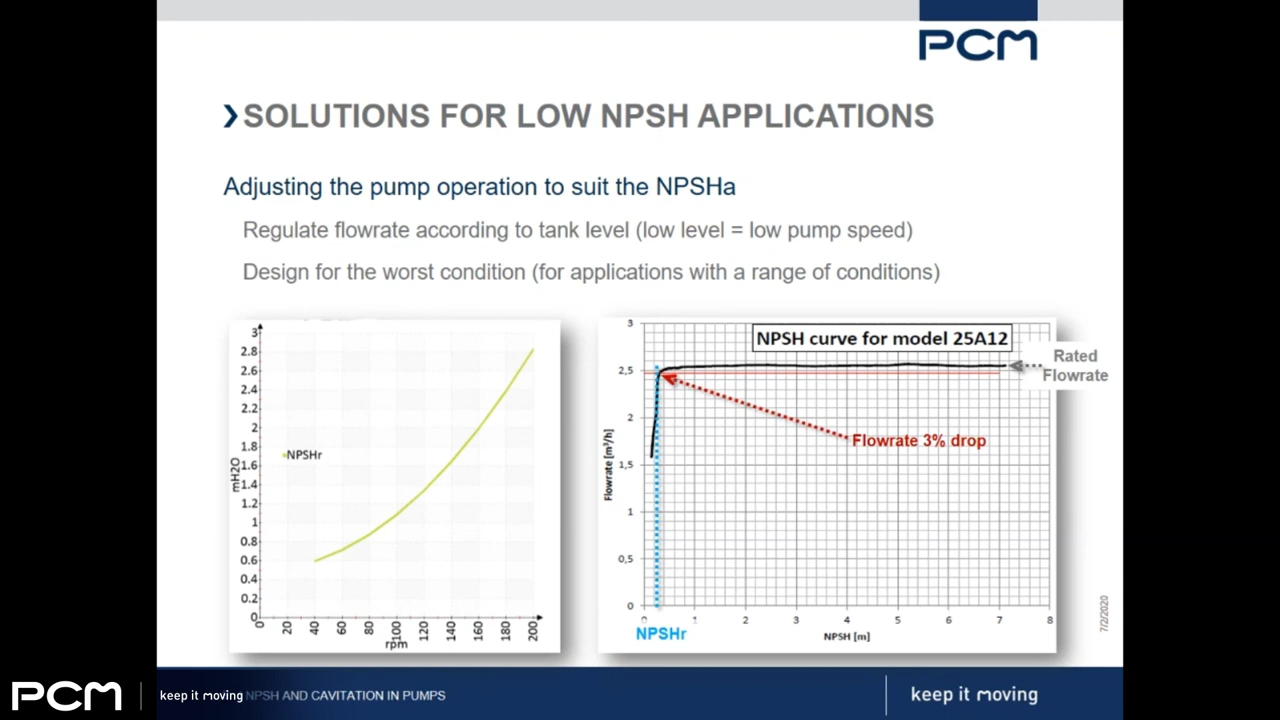 PCM
SOLUTIONS FOR LOW NPSH APPLICATIONS
Adjusting the pump operation to suit the NPSHa
Regulate flowrate according to tank level (low level = low pump speed)
Design for the worst condition (for applications with a range of conditions)
3
2.8
2.6
2.4
2.2
2
1.8
1.6
1.4
1.2
1
0.8
0.6
0.4
0.2
0
mH2O
NPSHr
0 20 40 60 80 100 120 140 160 180 200
rpm
NPSH curve for model 25A12
3
2,5
2
1,5
1
0,5
0
Flowrate [m³/h]
Rated
Flowrate
Flowrate 3% drop
0 1 2 3 4 5 6 7 8
NPSHr
NPSH [m]
7/2/2020
PCM
keep it moving
NPSH AND CAVITATION IN PUMPS
keep it moving